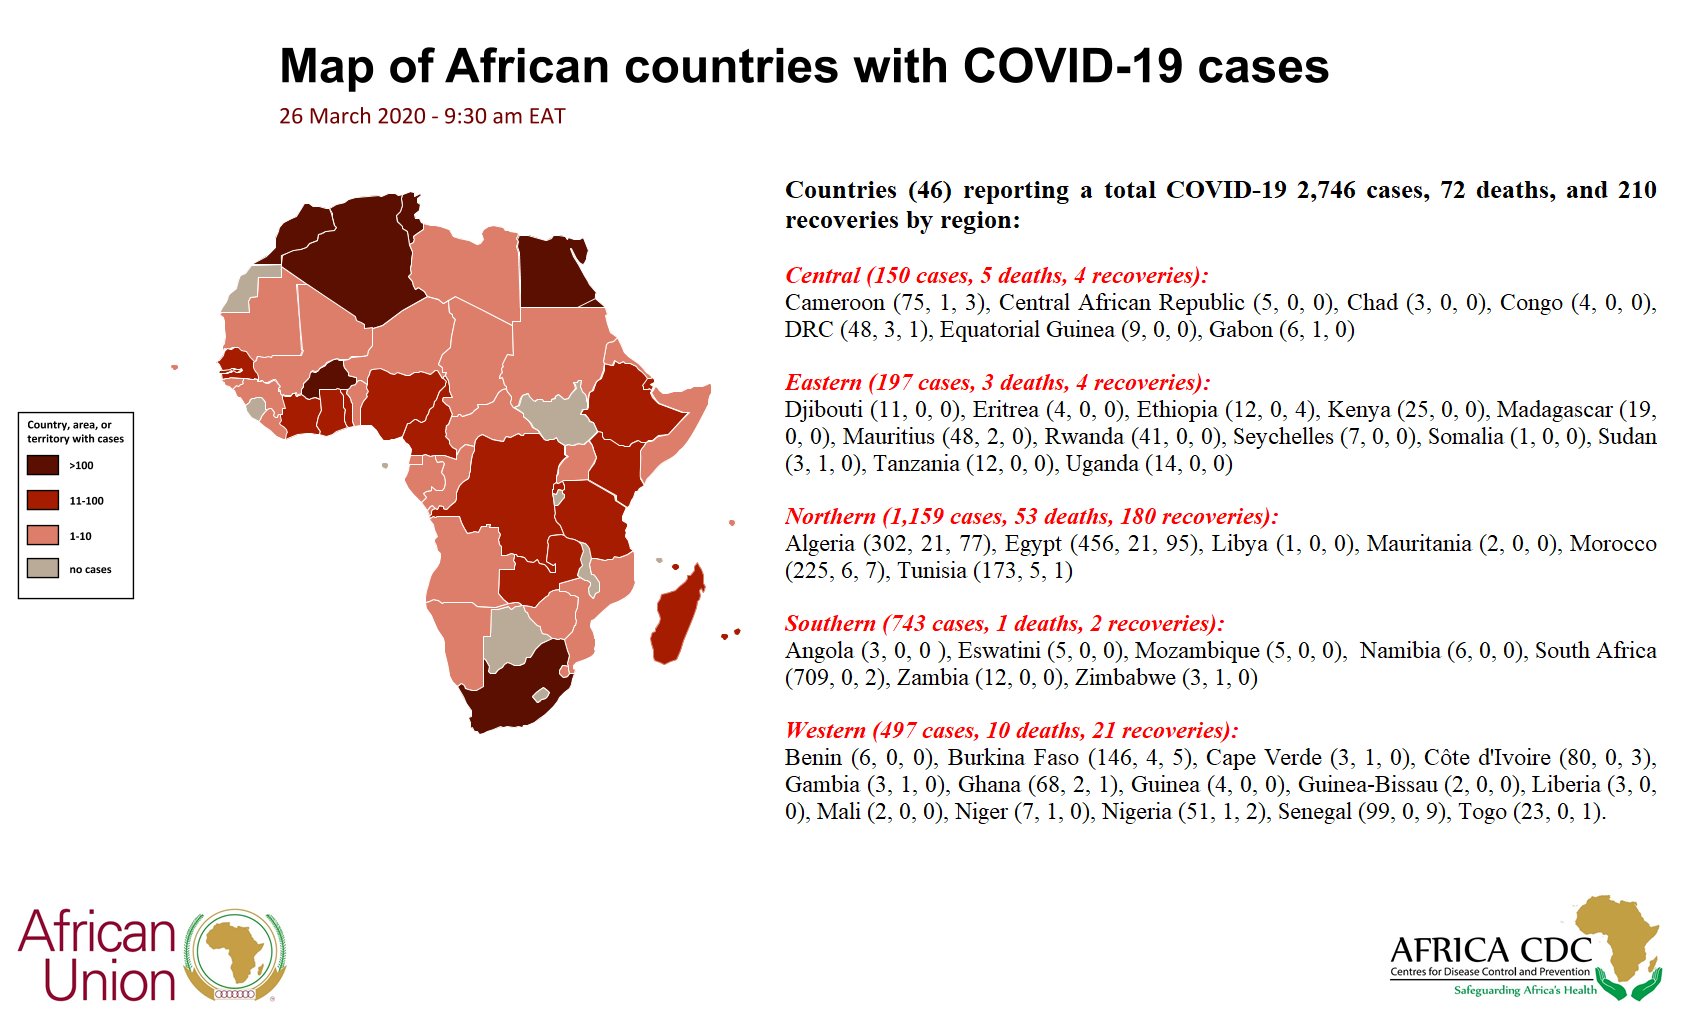 Map of African countries with COVID-19 cases
26 March 2020 - 9:30 am EAT
Countries (46) reporting a total COVID-19 2,746 cases, 72 deaths, and 210
recoveries by region:
Central (150 cases, 5 deaths, 4 recoveries):
Cameroon (75, 1, 3), Central African Republic (5, 0, 0), Chad (3, 0, 0), Congo (4, 0, 0),
DRC (48, 3, 1), Equatorial Guinea (9, 0, 0), Gabon (6, 1, 0)
Eastern (197 cases, 3 deaths, 4 recoveries):
Djibouti (11, 0, 0), Eritrea (4, 0, 0), Ethiopia (12, 0, 4), Kenya (25, 0, 0), Madagascar (19,
0, 0), Mauritius (48, 2, 0), Rwanda (41, 0, 0), Seychelles (7, 0, 0), Somalia (1, 0, 0), Sudan
(3, 1, 0), Tanzania (12, 0, 0), Uganda (14, 0, 0)
Northern (1,159 cases, 53 deaths, 180 recoveries):
Algeria (302, 21, 77), Egypt (456, 21, 95), Libya (1, 0, 0), Mauritania (2, 0, 0), Morocco
(225, 6, 7), Tunisia (173, 5, 1)
Southern (743 cases, 1 deaths, 2 recoveries):
Angola (3, 0, 0 ), Eswatini (5, 0, 0), Mozambique (5, 0, 0), Namibia (6, 0, 0), South Africa
(709, 0, 2), Zambia (12, 0, 0), Zimbabwe (3, 1, 0)
Western (497 cases, 10 deaths, 21 recoveries):
Benin (6, 0, 0), Burkina Faso (146, 4, 5), Cape Verde (3, 1, 0), Côte d'Ivoire (80, 0, 3),
Gambia (3, 1, 0), Ghana (68, 2, 1), Guinea (4, 0, 0), Guinea-Bissau (2, 0, 0), Liberia (3, 0,
0), Mali (2, 0, 0), Niger (7, 1, 0), Nigeria (51, 1, 2), Senegal (99, 0, 9), Togo (23, 0, 1).
Country, area, or
territory with cases
>100
11-100
1-10
no cases
African
Union
AFRICA CDC
Centres for Disease Control and Prevention
Safeguarding Africa's Health